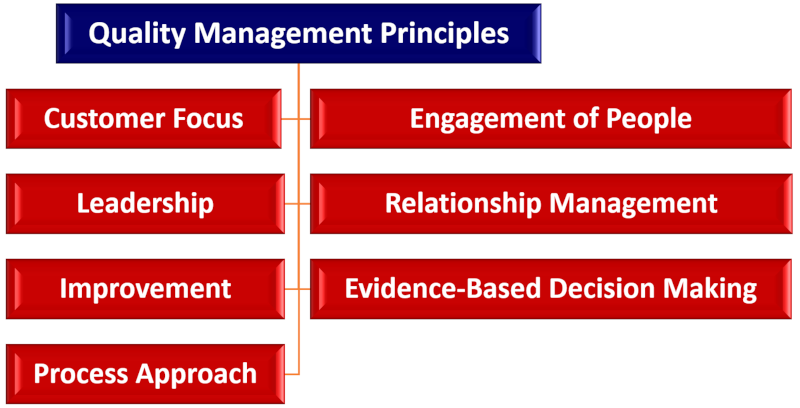 Quality Management Principles
Customer Focus
Engagement of People
Leadership
Relationship Management
Improvement
Evidence-Based Decision Making
Process Approach